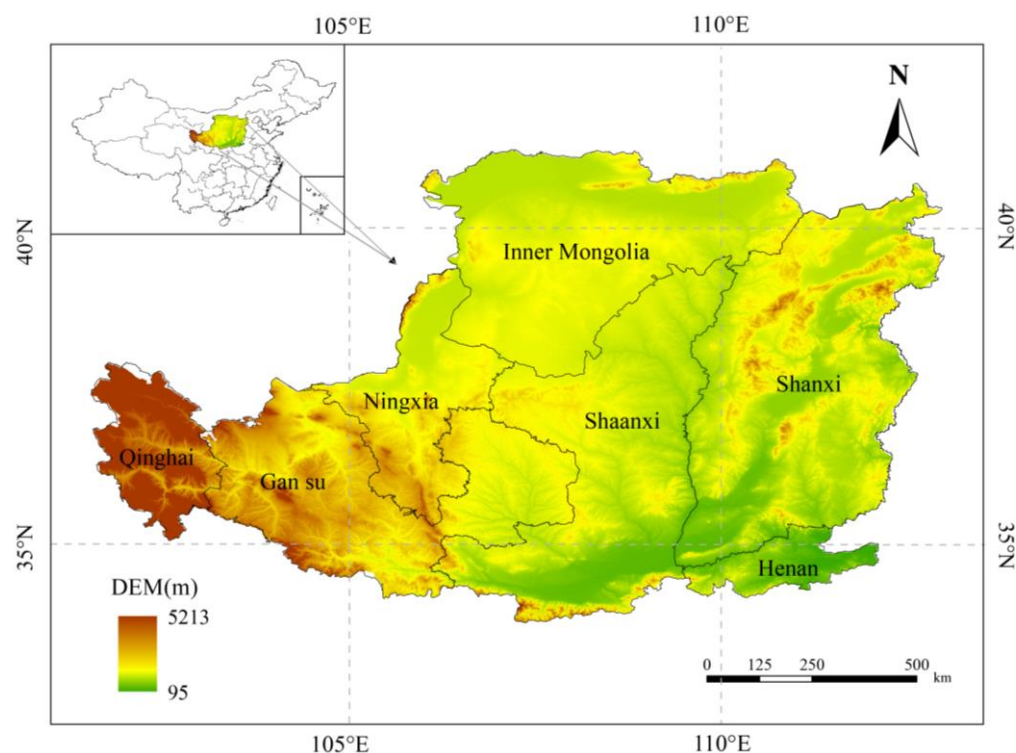 105°E
110°E
N
40°N
40°N
Inner Mongolia
Shanxi
Ningxia
Shaanxi
Qinghai
Gan su
35°N
35°N
Henan
DEM(m)
5213
95
0 125 250 500
km
105°E
110°E